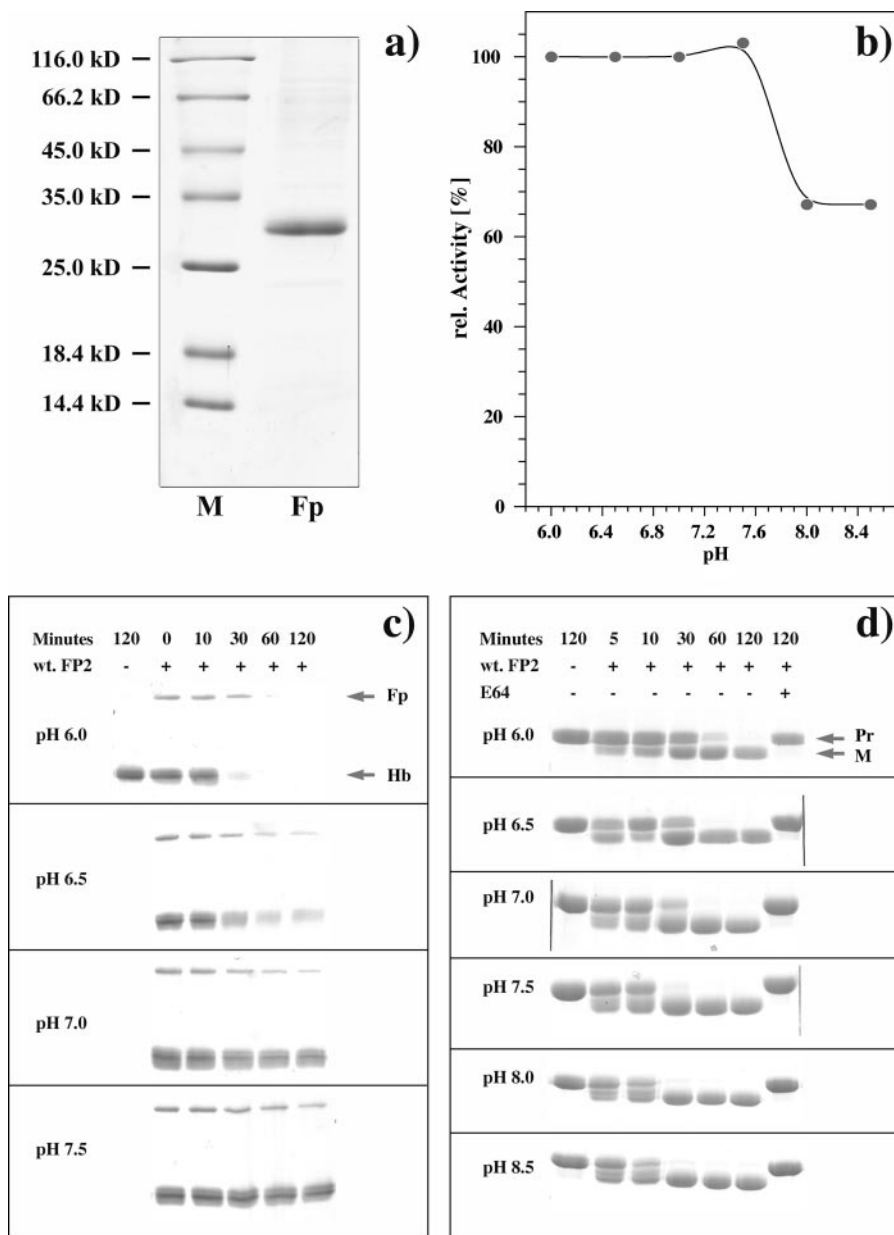 a)
116.0 kD
66.2 kD
45.0 kD
35.0 kD
25.0 kD
18.4 kD
14.4 kD
M Fp
b)
rel. Activity [%]
100
80
60
40
20
0
6.0 6.4 6.8 7.2 7.6 8.0 8.4
pH
c)
Minutes 120 0 10 30 60 120
wt. FP2 - + + + + +
Fp
pH 6.0
Hb
pH 6.5
pH 7.0
pH 7.5
d)
Minutes 120 5 10 30 60 120 120
wt. FP2 - + + + + + +
E64 - - - - - - +
pH 6.0
Pr
M
pH 6.5
pH 7.0
pH 7.5
pH 8.0
pH 8.5